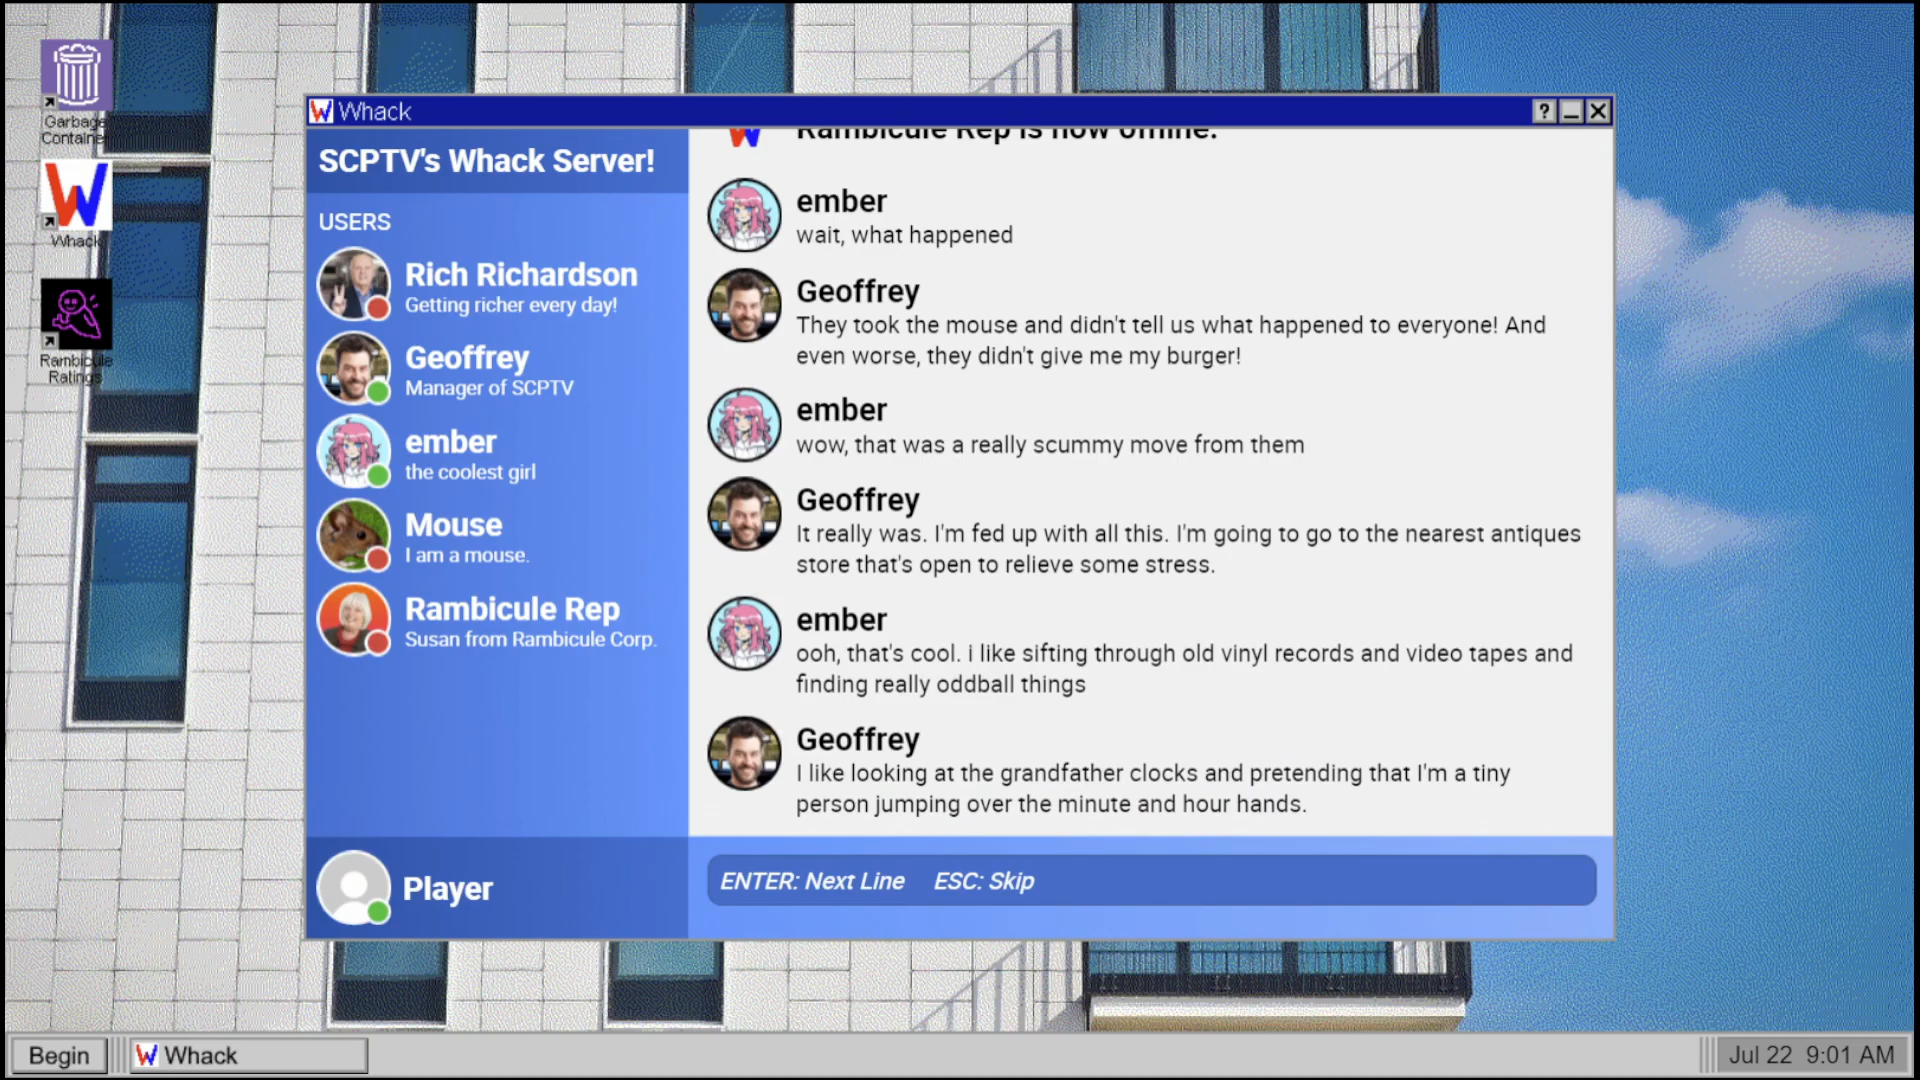 Garbage
Container
Whack
Rambicule
Ratings
Whack
SCPTV's Whack Server!
USERS
Rich Richardson
Getting richer every day!
Geoffrey
Manager of SCPTV
ember
the coolest girl
Mouse
I am a mouse.
Rambicule Rep
Susan from Rambicule Corp.
Player
Rambicule Rep is now offline.
ember
wait, what happened
Geoffrey
They took the mouse and didn't tell us what happened to everyone! And
even worse, they didn't give me my burger!
ember
wow, that was a really scummy move from them
Geoffrey
It really was. I'm fed up with all this. I'm going to go to the nearest antiques
store that's open to relieve some stress.
ember
ooh, that's cool. i like sifting through old vinyl records and video tapes and
finding really oddball things
Geoffrey
I like looking at the grandfather clocks and pretending that I'm a tiny
person jumping over the minute and hour hands.
ENTER: Next Line ESC: Skip
Begin
Whack
Jul 22 9:01 AM